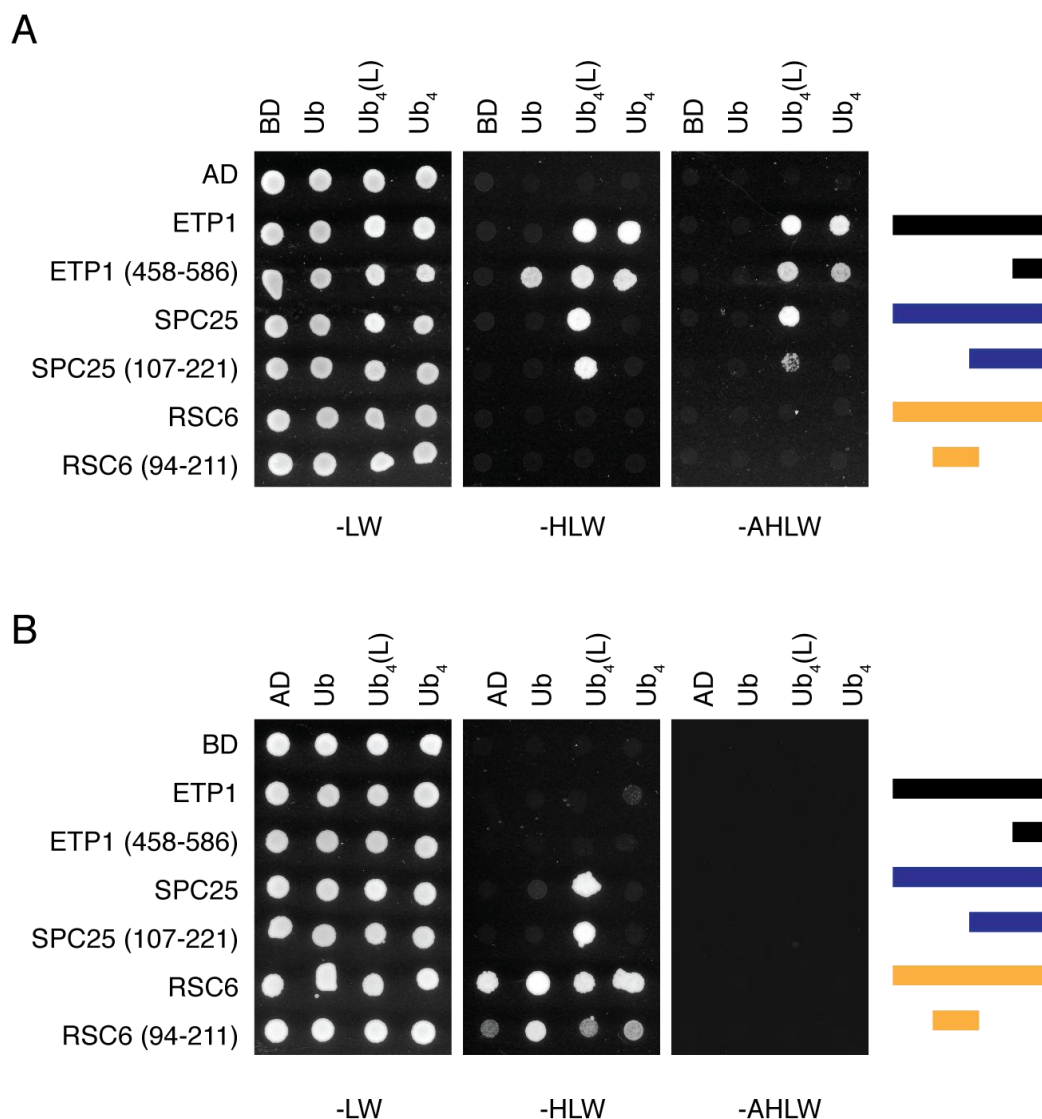 A
BD Ub Ub₄(L) Ub₄ BD Ub Ub₄(L) Ub₄ BD Ub Ub₄(L) Ub₄
AD
ETP1
ETP1 (458-586)
SPC25
SPC25 (107-221)
RSC6
RSC6 (94-211)
-LW -HLW -AHLW
B
AD Ub Ub₄(L) Ub₄ AD Ub Ub₄(L) Ub₄ AD Ub Ub₄(L) Ub₄
BD
ETP1
ETP1 (458-586)
SPC25
SPC25 (107-221)
RSC6
RSC6 (94-211)
-LW -HLW -AHLW